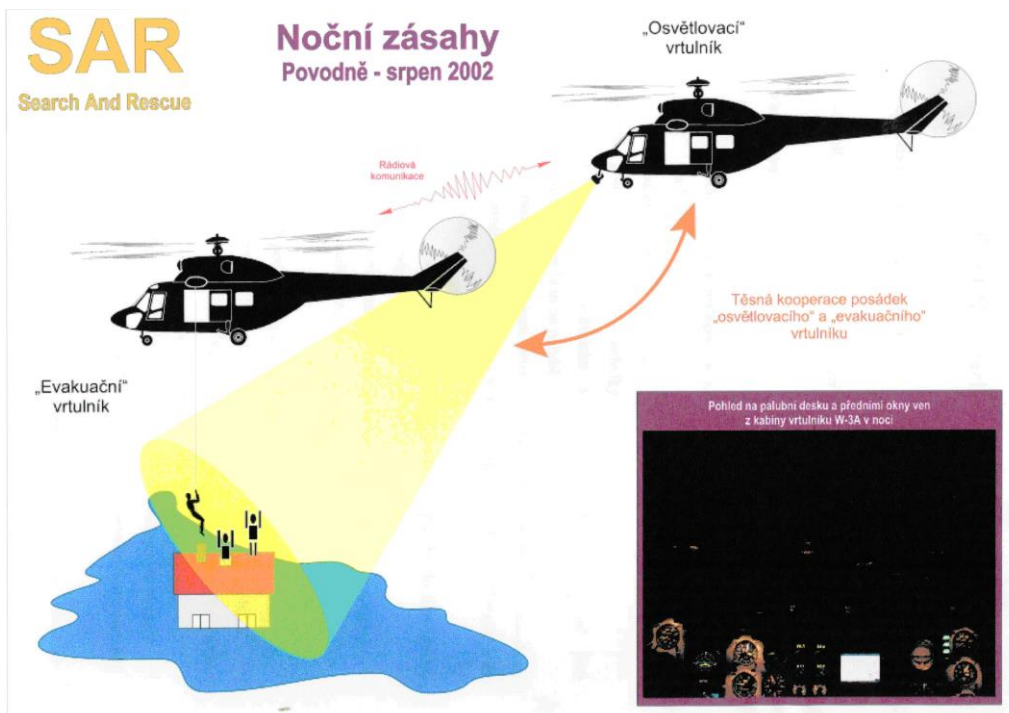 SAR
Search And Rescue
Noční zásahy
Povodně - srpen 2002
„Osvětlovací“
vrtulník
Rádiová
komunikace
Těsná kooperace posádek
„osvětlovacího“ a „evakuačního“
vrtulníku
„Evakuační“
vrtulník
Pohled na palubní desku a předními okny ven
z kabiny vrtulníku W-3A v noci